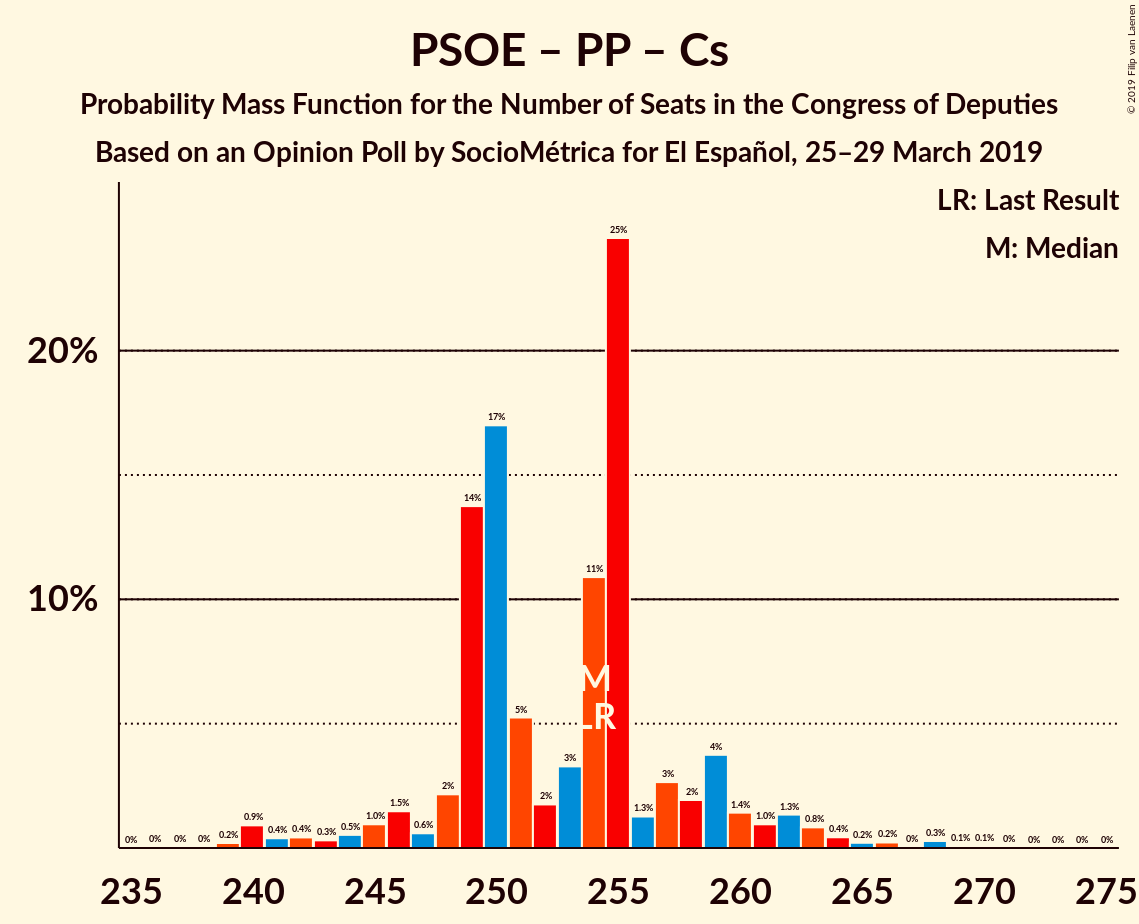 PSOE – PP – Cs
Probability Mass Function for the Number of Seats in the Congress of Deputies
Based on an Opinion Poll by SocioMétrica for El Español, 25–29 March 2019
© 2019 Filip van Laenen
LR: Last Result
M: Median
20%
10%
0% 0% 0% 0% 0.2% 0.9% 0.4% 0.4% 0.3% 0.5% 1.0% 1.5% 0.6% 2% 14% 17% 5% 2% 3% 11% 25% 1.3% 3% 2% 4% 1.4% 1.0% 1.3% 0.8% 0.4% 0.2% 0.2% 0% 0.3% 0.1% 0.1% 0% 0% 0% 0% 0%
M
LR
235 240 245 250 255 260 265 270 275